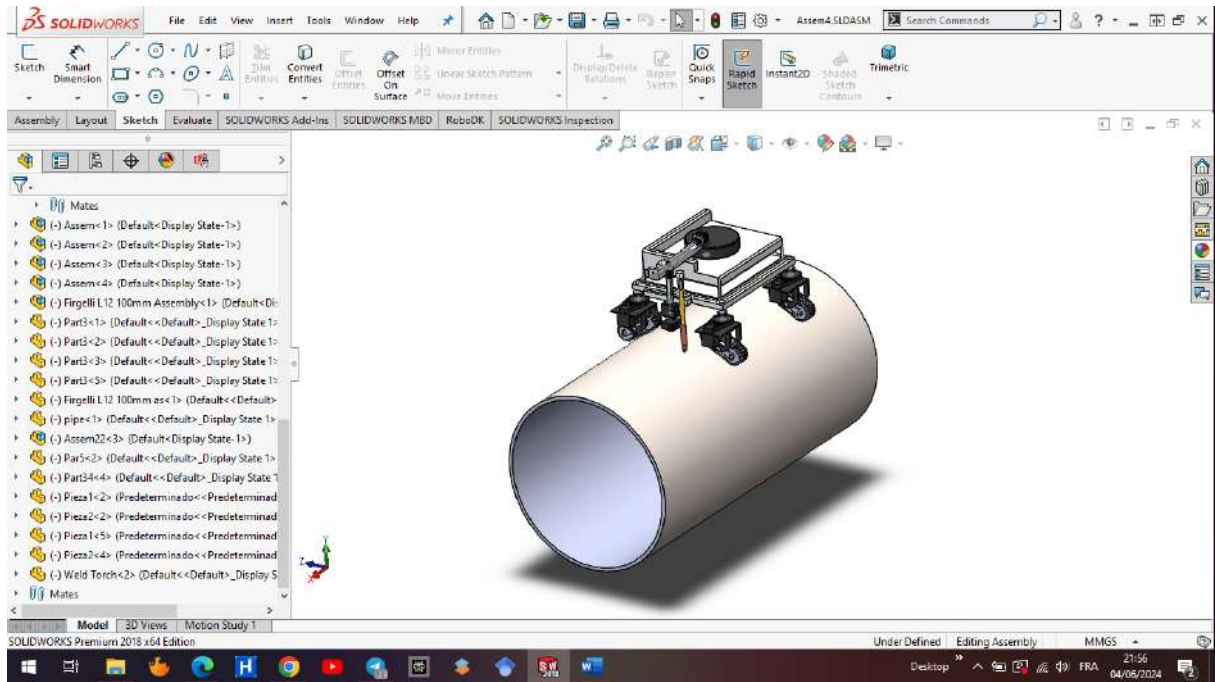 SOLIDWORKS File Edit View Insert Tools Window Help Assem4.SLDASM Search Commands
Sketch Smart Dimension Trim Entities Convert Entities Offset Entities Offset On Surface Mirror Entities Linear Sketch Pattern Move Entities Display/Delete Relations Repair Sketch Quick Snaps Rapid Sketch Instant2D Shaded Sketch Contours Trimetric
Assembly Layout Sketch Evaluate SOLIDWORKS Add-Ins SOLIDWORKS MBD RoboDK SOLIDWORKS Inspection
Mates
(-) Assem<1> (Default<Display State-1>)
(-) Assem<2> (Default<Display State-1>)
(-) Assem<3> (Default<Display State-1>)
(-) Assem<4> (Default<Display State-1>)
(-) Firgelli L12 100mm Assembly<1> (Default<Di
(-) Part3<1> (Default<<Default>_Display State 1>
(-) Part3<2> (Default<<Default>_Display State 1>
(-) Part3<3> (Default<<Default>_Display State 1>
(-) Part3<5> (Default<<Default>_Display State 1>
(-) Firgelli L12 100mm as<1> (Default<<Default>
(-) pipe<1> (Default<<Default>_Display State 1>
(-) Assem22<3> (Default<Display State-1>)
(-) Par5<2> (Default<<Default>_Display State 1>
(-) Part34<4> (Default<<Default>_Display State 1
(-) Pieza1<2> (Predeterminado<<Predeterminad
(-) Pieza2<2> (Predeterminado<<Predeterminad
(-) Pieza1<5> (Predeterminado<<Predeterminad
(-) Pieza2<4> (Predeterminado<<Predeterminad
(-) Weld Torch<2> (Default<<Default>_Display S
Mates
Model 3D Views Motion Study 1
SOLIDWORKS Premium 2018 x64 Edition Under Defined Editing Assembly MMGS
Desktop FRA 21:56
04/06/2024